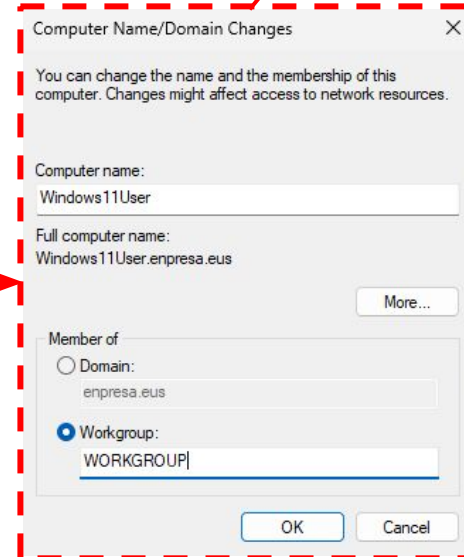 Computer Name/Domain Changes
You can change the name and the membership of this
computer. Changes might affect access to network resources.
Computer name:
Windows11User
Full computer name:
Windows11User.enpresa.eus
More...
Member of
Domain:
enpresa.eus
Workgroup:
WORKGROUP
OK
Cancel